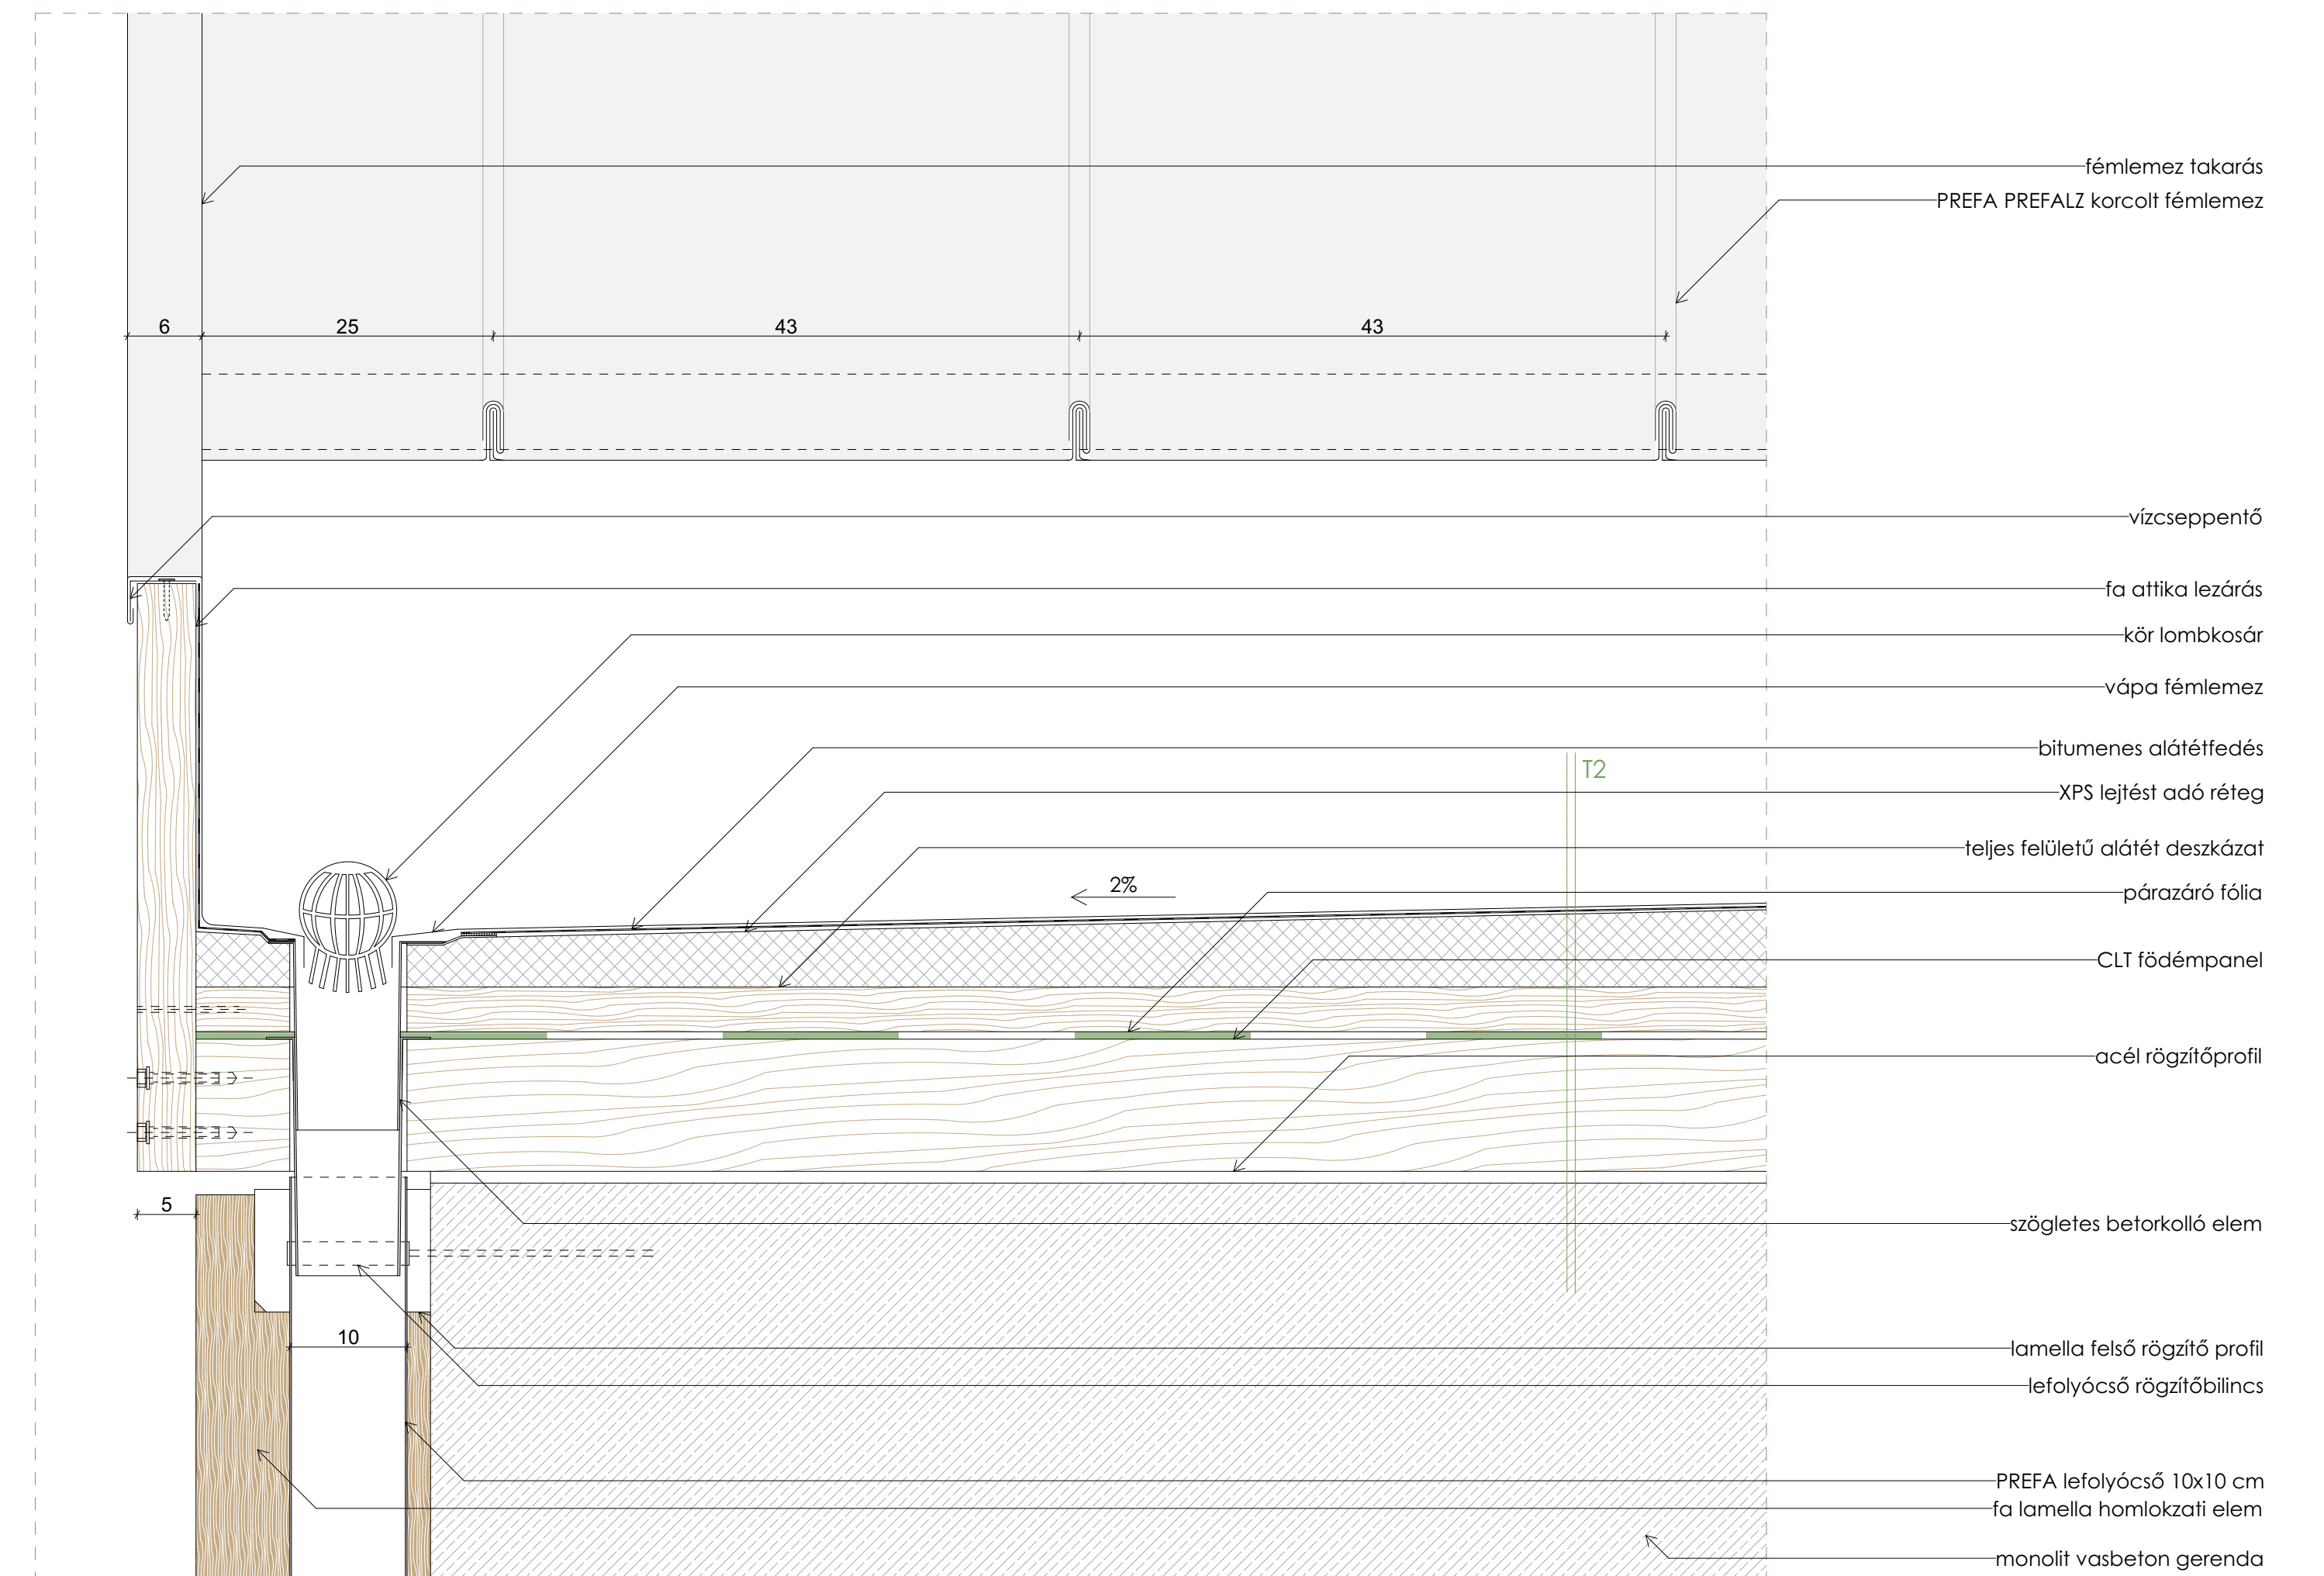 fémlemez takarás
PREFA PREFALZ korcolt fémlemez
6
25
43
43
vízcseppentő
fa attika lezárás
kör lombkosár
vápa fémlemez
bitumenes alátétfedés
T2
XPS lejtést adó réteg
teljes felületű alátét deszkázat
2%
párazáró fólia
CLT födémpanel
acél rögzítőprofil
5
szögletes betorkolló elem
10
lamella felső rögzítő profil
lefolyócső rögzítőbilincs
PREFA lefolyócső 10x10 cm
fa lamella homlokzati elem
monolit vasbeton gerenda